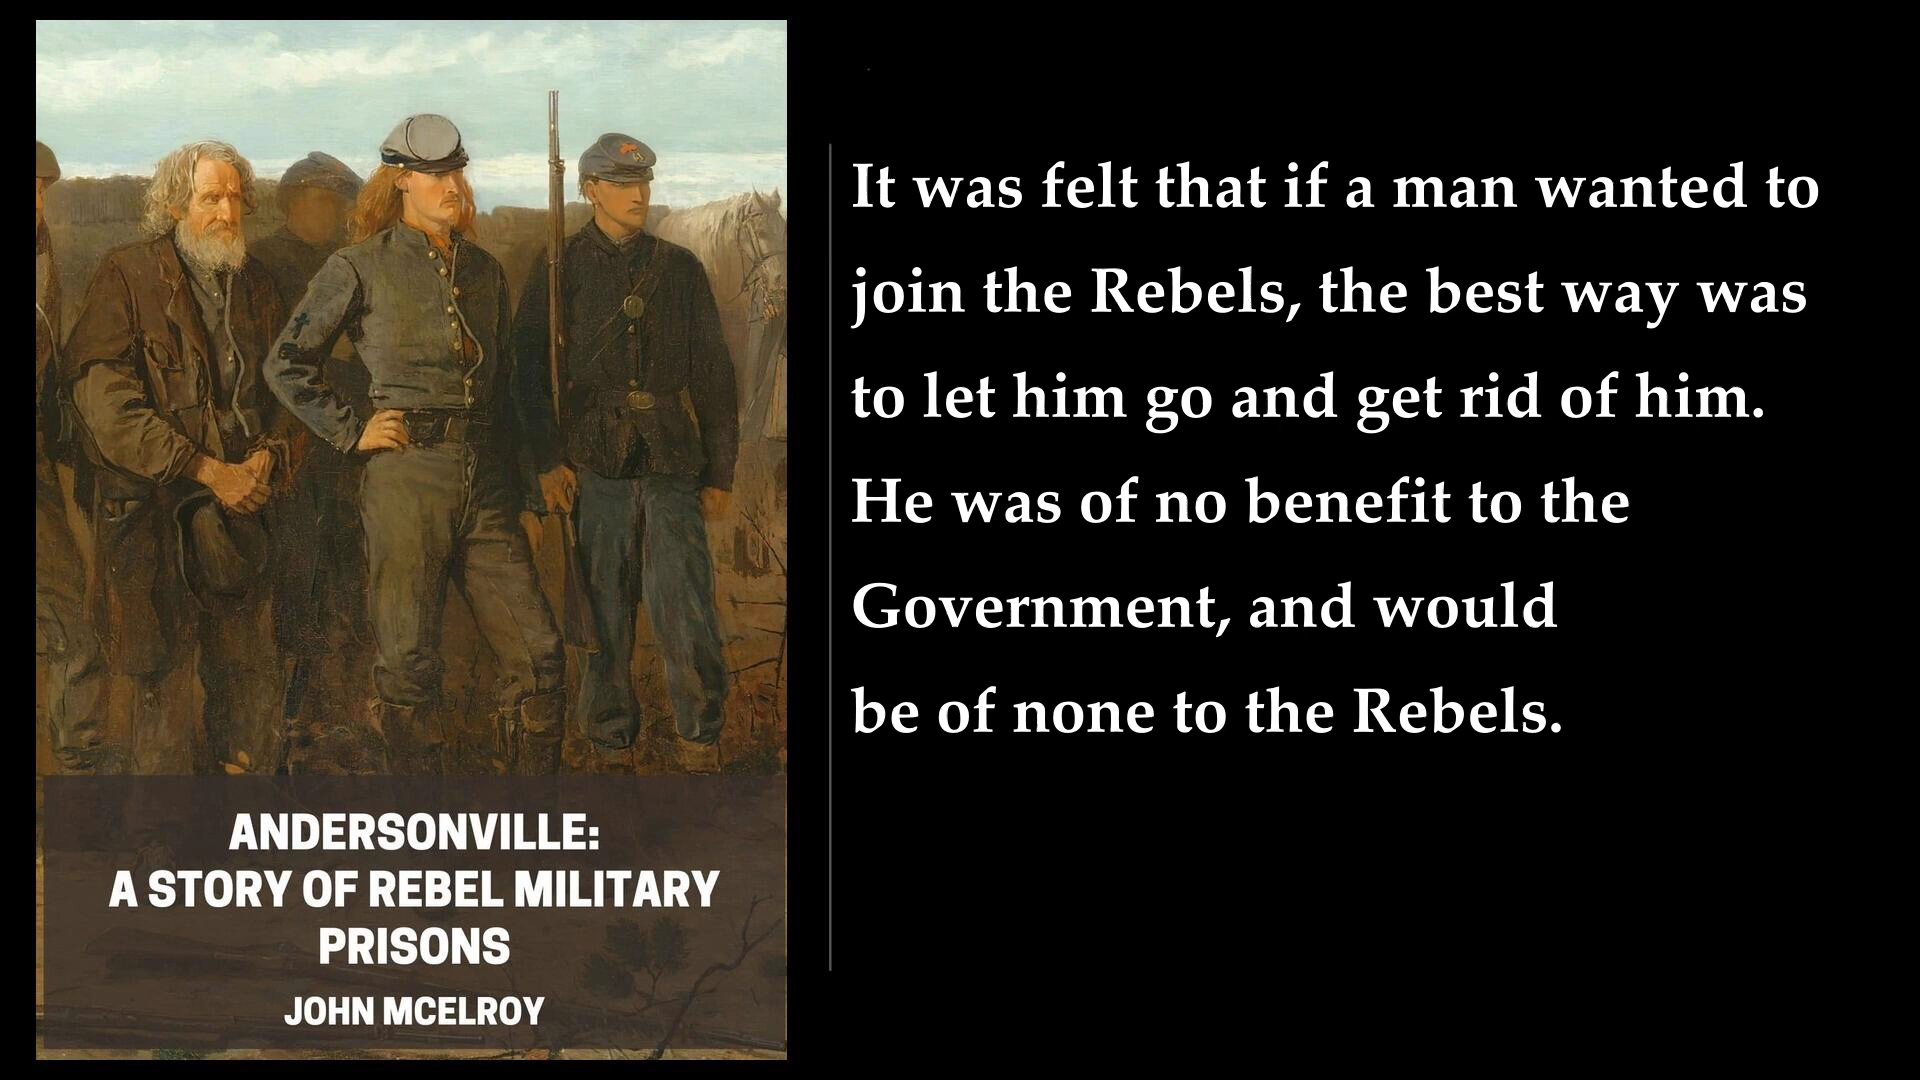 ANDERSONVILLE:
A STORY OF REBEL MILITARY
PRISONS
JOHN MCELROY
It was felt that if a man wanted to
join the Rebels, the best way was
to let him go and get rid of him.
He was of no benefit to the
Government, and would
be of none to the Rebels.